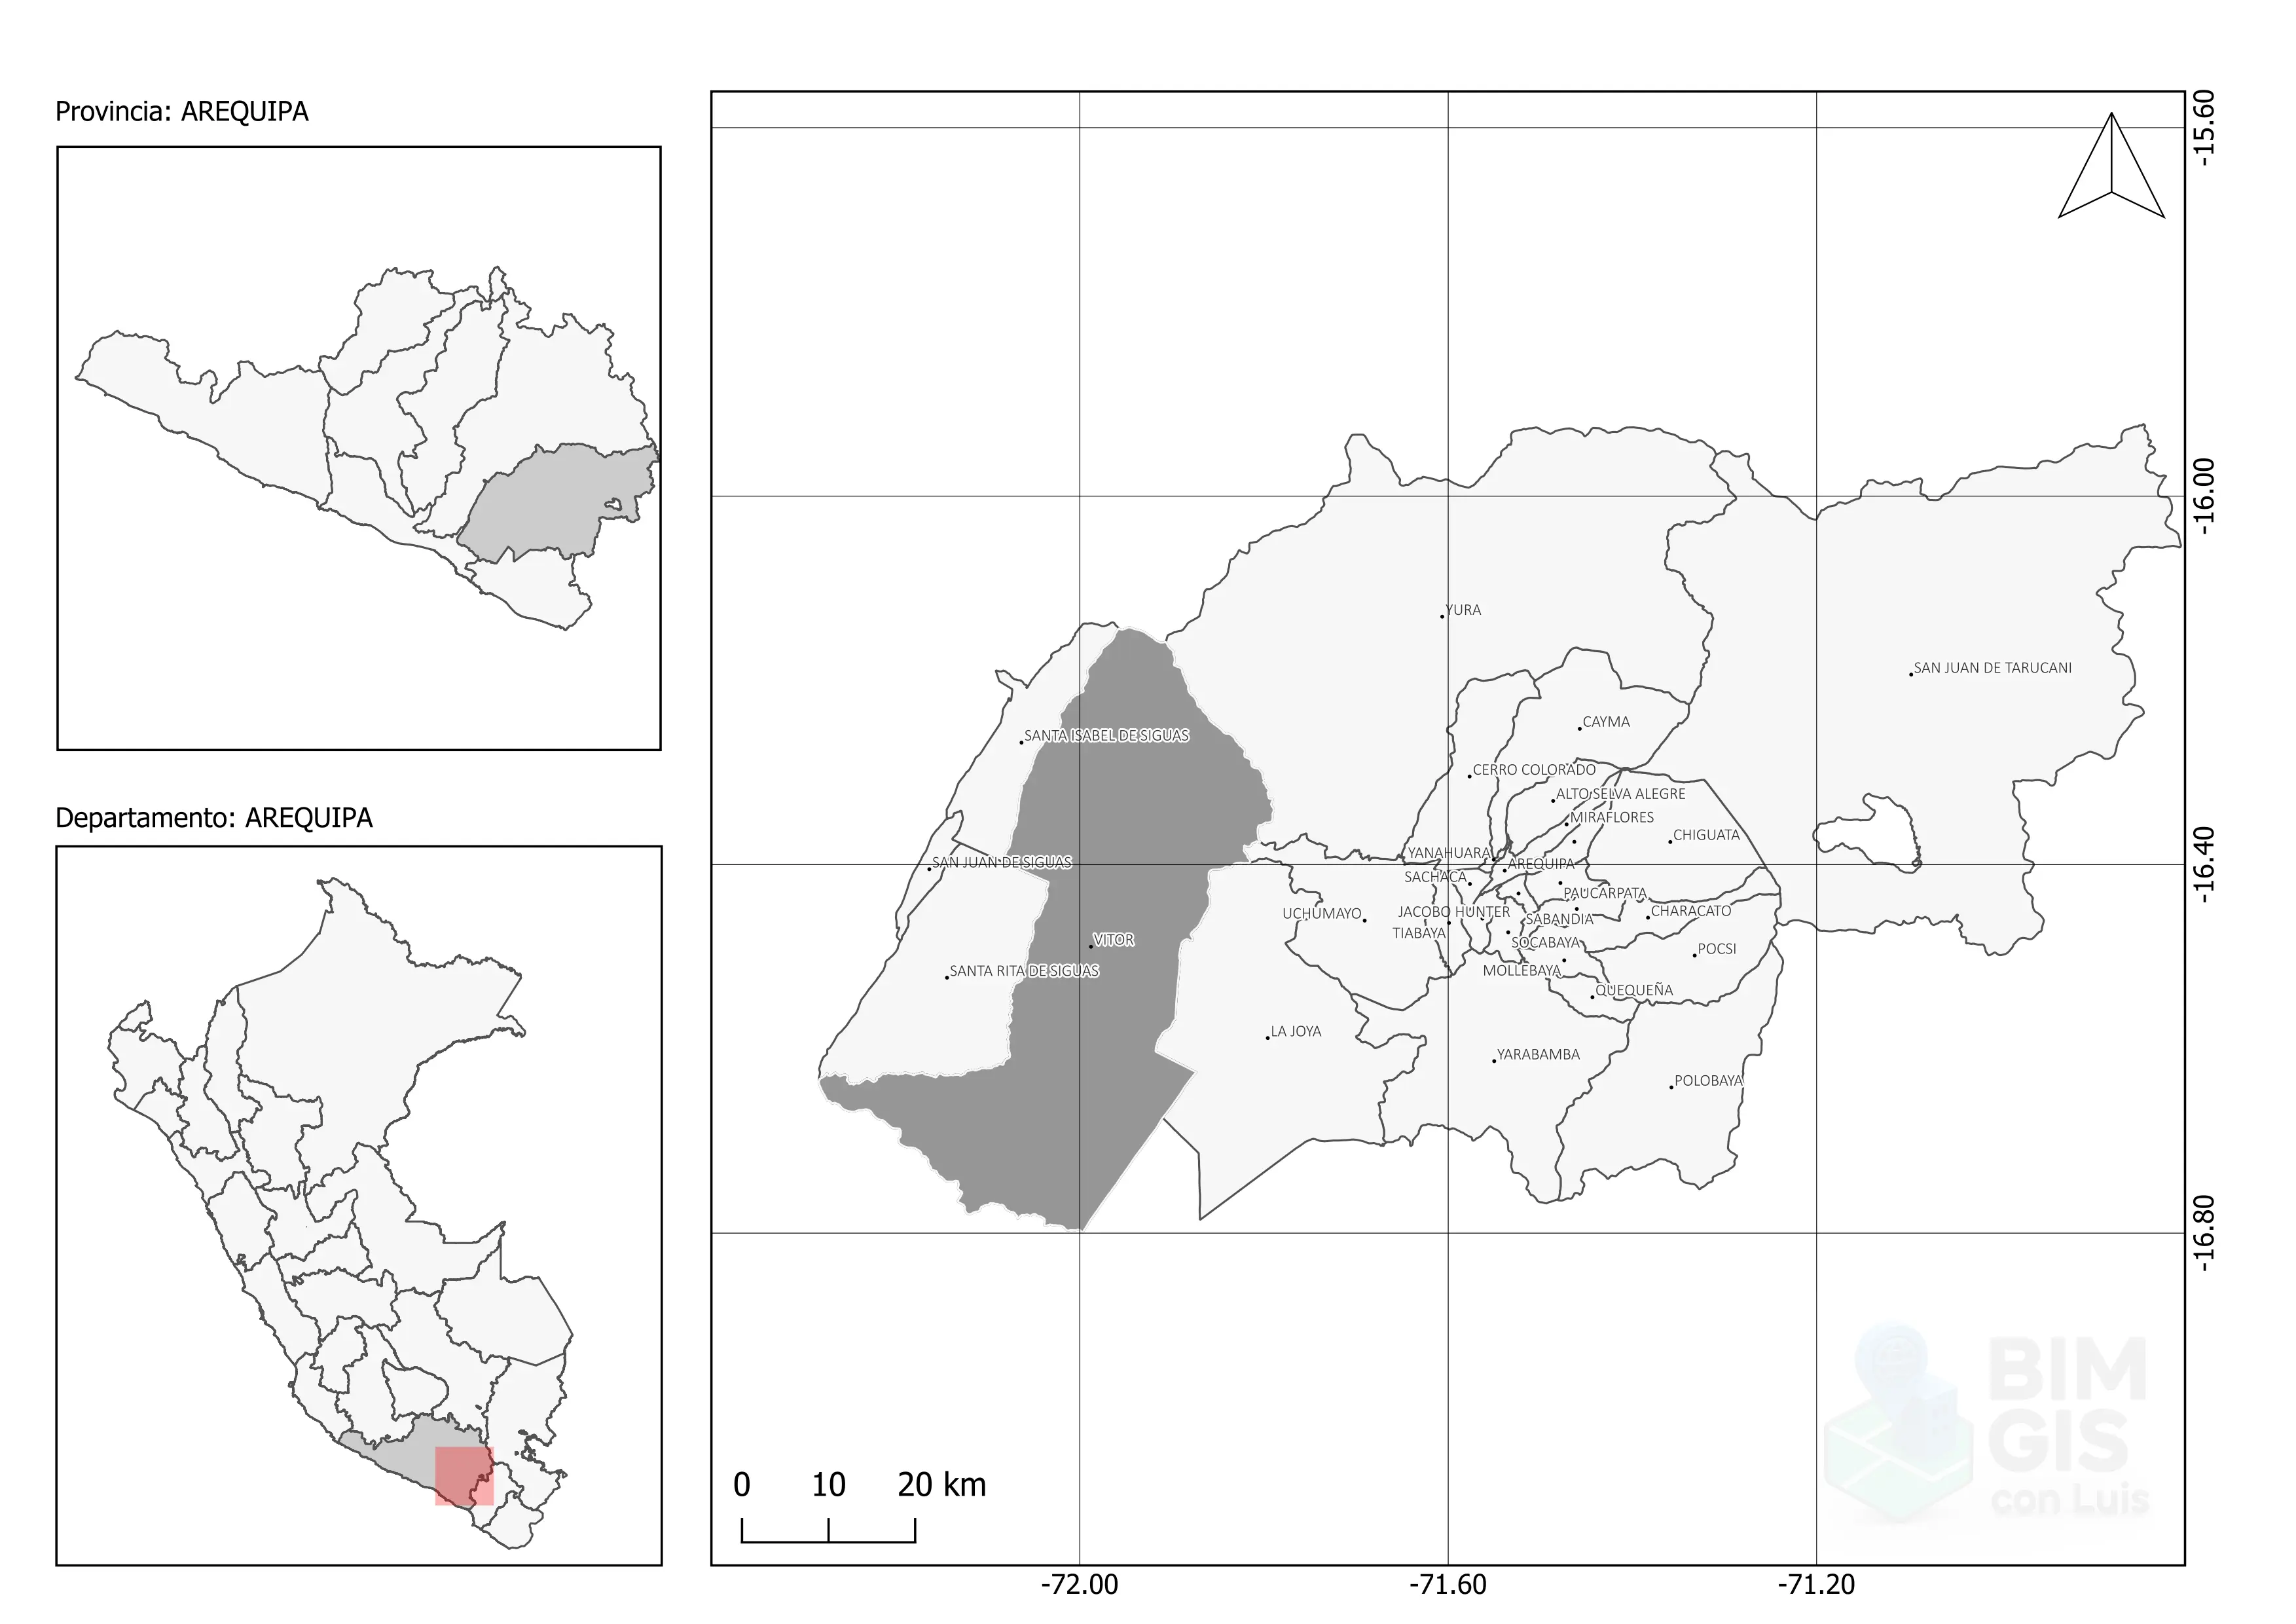 Provincia: AREQUIPA
Departamento: AREQUIPA
-15.60
-16.00
-16.40
-16.80
YURA
SAN JUAN DE TARUCANI
CAYMA
SANTA ISABEL DE SIGUAS
CERRO COLORADO
ALTO SELVA ALEGRE
MIRAFLORES
CHIGUATA
YANAHUARA
AREQUIPA
SAN JUAN DE SIGUAS
SACHACA
PAUCARPATA
UCHUMAYO
JACOBO HUNTER
CHARACATO
SABANDIA
TIABAYA
VITOR
SOCABAYA
POCSI
SANTA RITA DE SIGUAS
MOLLEBAYA
QUEQUEÑA
LA JOYA
YARABAMBA
POLOBAYA
BIM
GIS
con Luis
0 10 20 km
-72.00 -71.60 -71.20